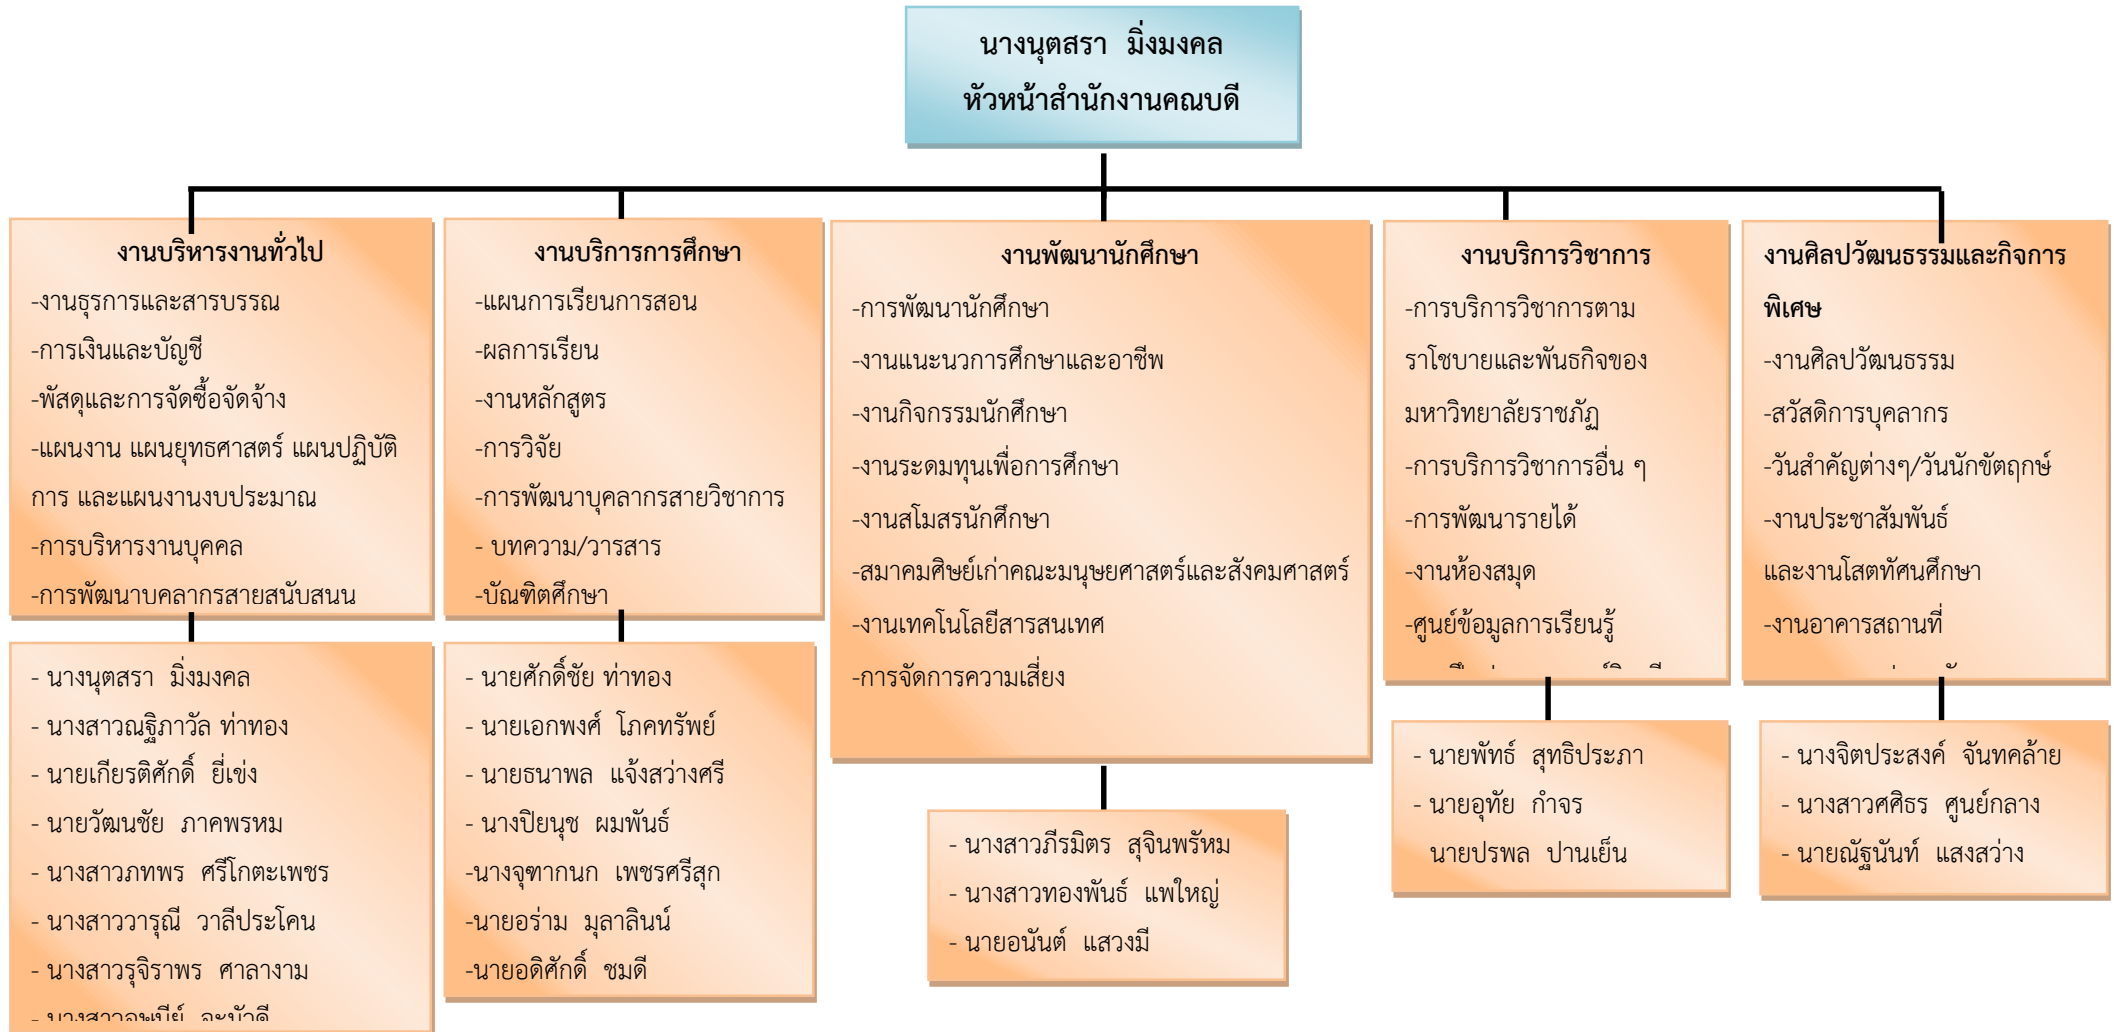 นางนุตสรา มิ่งมงคล
หัวหน้าสำนักงานคณบดี
งานบริหารงานทั่วไป
-งานธุรการและสารบรรณ
-การเงินและบัญชี
-พัสดุและการจัดซื้อจัดจ้าง
-แผนงาน แผนยุทธศาสตร์ แผนปฏิบัติ
การ และแผนงานงบประมาณ
-การบริหารงานบุคคล
-การพัฒนาบุคลากรสายสนับสนุน
- นางนุตสรา มิ่งมงคล
- นางสาวณฐิภาวัล ท่าทอง
- นายเกียรติศักดิ์ ยี่เข่ง
- นายวัฒนชัย ภาคพรหม
- นางสาวภทพร ศรีโกตะเพชร
- นางสาววารุณี วาลีประโคน
- นางสาวรุจิราพร ศาลางาม
- นางสาว
งานบริการการศึกษา
-แผนการเรียนการสอน
-ผลการเรียน
-งานหลักสูตร
-การวิจัย
-การพัฒนาบุคลากรสายวิชาการ
- บทความ/วารสาร
-บัณฑิตศึกษา
- นายศักดิ์ชัย ท่าทอง
- นายเอกพงศ์ โภคทรัพย์
- นายธนาพล แจ้งสว่างศรี
- นางปิยนุช ผมพันธ์
-นางจุฑากนก เพชรศรีสุก
-นายอร่าม มุลาลินน์
-นายอดิศักดิ์ ชมดี
งานพัฒนานักศึกษา
-การพัฒนานักศึกษา
-งานแนะนวการศึกษาและอาชีพ
-งานกิจกรรมนักศึกษา
-งานระดมทุนเพื่อการศึกษา
-งานสโมสรนักศึกษา
-สมาคมศิษย์เก่าคณะมนุษยศาสตร์และสังคมศาสตร์
-งานเทคโนโลยีสารสนเทศ
-การจัดการความเสี่ยง
- นางสาวภีรมิตร สุจินพรัหม
- นางสาวทองพันธ์ แพใหญ่
- นายอนันต์ แสวงมี
งานบริการวิชาการ
-การบริการวิชาการตาม
ราโชบายและพันธกิจของ
มหาวิทยาลัยราชภัฏ
-การบริการวิชาการอื่น ๆ
-การพัฒนารายได้
-งานห้องสมุด
-ศูนย์ข้อมูลการเรียนรู้
- นายพัทธ์ สุทธิประภา
- นายอุทัย กำจร
นายปรพล ปานเย็น
งานศิลปวัฒนธรรมและกิจการ
พิเศษ
-งานศิลปวัฒนธรรม
-สวัสดิการบุคลากร
-วันสำคัญต่างๆ/วันนักขัตฤกษ์
-งานประชาสัมพันธ์
และงานโสตทัศนศึกษา
-งานอาคารสถานที่
- นางจิตประสงค์ จันทคล้าย
- นางสาวศศิธร ศูนย์กลาง
- นายณัฐนันท์ แสงสว่าง